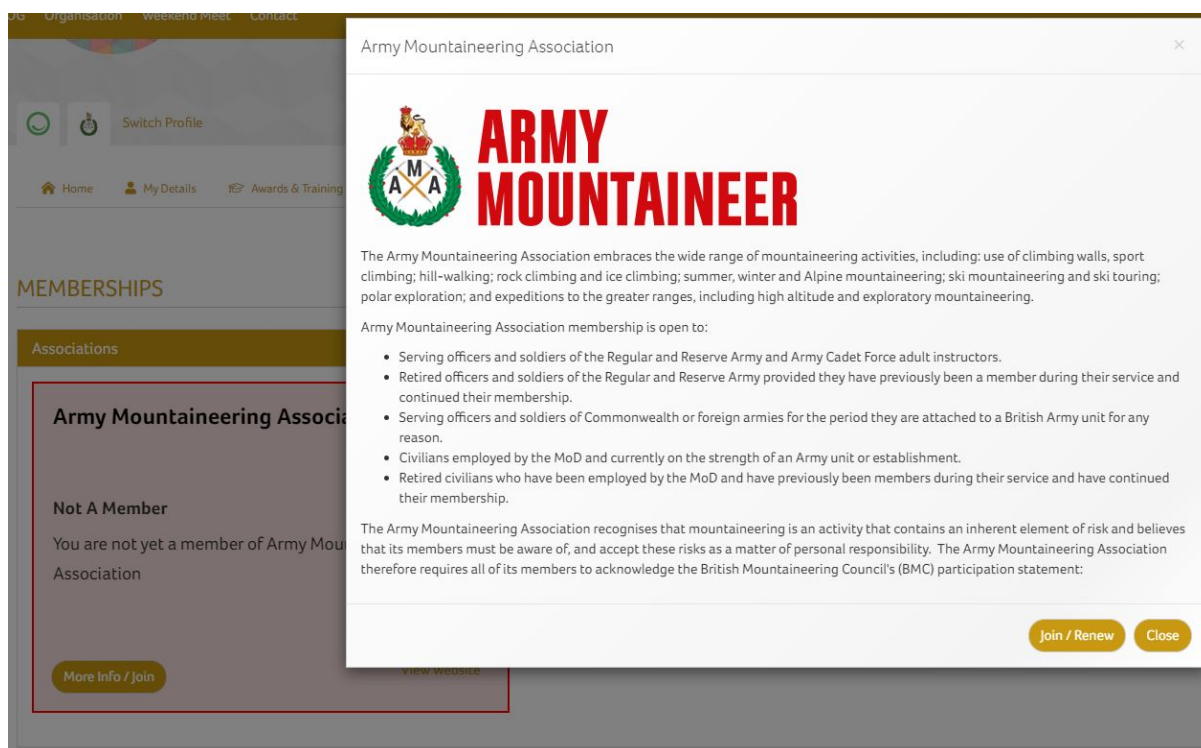 OG Organisation Weekend Meet Contact
Switch Profile
Home My Details Awards & Training
MEMBERSHIPS
Associations
Army Mountaineering Associa
Not A Member
You are not yet a member of Army Mou
Association
More Info / Join
View Website
Army Mountaineering Association
×
A M A
ARMY
MOUNTAINEER
The Army Mountaineering Association embraces the wide range of mountaineering activities, including: use of climbing walls, sport
climbing; hill-walking; rock climbing and ice climbing; summer, winter and Alpine mountaineering; ski mountaineering and ski touring;
polar exploration; and expeditions to the greater ranges, including high altitude and exploratory mountaineering.
Army Mountaineering Association membership is open to:
• Serving officers and soldiers of the Regular and Reserve Army and Army Cadet Force adult instructors.
• Retired officers and soldiers of the Regular and Reserve Army provided they have previously been a member during their service and
continued their membership.
• Serving officers and soldiers of Commonwealth or foreign armies for the period they are attached to a British Army unit for any
reason.
• Civilians employed by the MoD and currently on the strength of an Army unit or establishment.
• Retired civilians who have been employed by the MoD and have previously been members during their service and have continued
their membership.
The Army Mountaineering Association recognises that mountaineering is an activity that contains an inherent element of risk and believes
that its members must be aware of, and accept these risks as a matter of personal responsibility. The Army Mountaineering Association
therefore requires all of its members to acknowledge the British Mountaineering Council's (BMC) participation statement:
Join / Renew Close